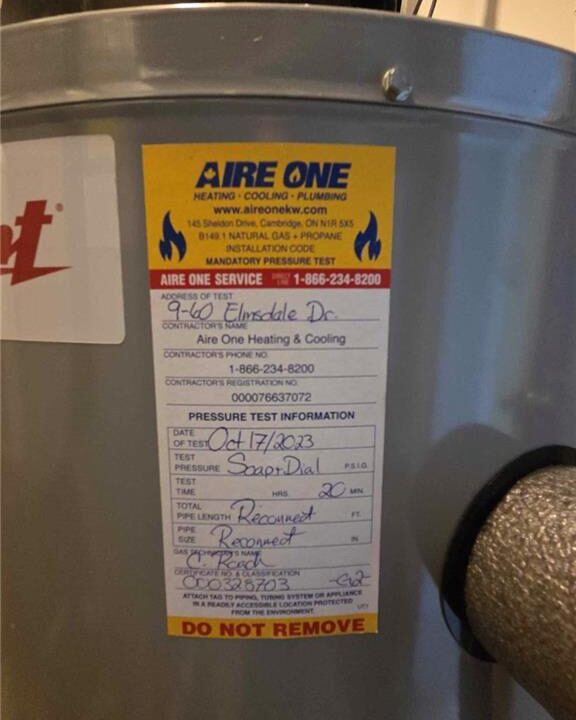 AIRE ONE
HEATING • COOLING • PLUMBING
www.aireonekw.com
145 Sheldon Drive, Cambridge, ON N1R 5X5
B149.1 NATURAL GAS + PROPANE
INSTALLATION CODE
MANDATORY PRESSURE TEST
AIRE ONE SERVICE DIRECT LINE 1-866-234-8200
ADDRESS OF TEST
9-60 Elmsdale Dr.
CONTRACTOR'S NAME
Aire One Heating & Cooling
CONTRACTOR'S PHONE NO.
1-866-234-8200
CONTRACTOR'S REGISTRATION NO.
000076637072
PRESSURE TEST INFORMATION
DATE OF TEST Oct 17/2023
TEST PRESSURE Soap+Dial P.S.I.G.
TEST TIME HRS. 20 MIN.
TOTAL PIPE LENGTH Reconnect FT.
PIPE SIZE Reconnect IN.
GAS TECHNICIAN'S NAME
C. Roach
CERTIFICATE NO. & CLASSIFICATION
000325703 -G2
ATTACH TAG TO PIPING, TUBING SYSTEM OR APPLIANCE
IN A READILY ACCESSIBLE LOCATION PROTECTED
FROM THE ENVIRONMENT.
DO NOT REMOVE